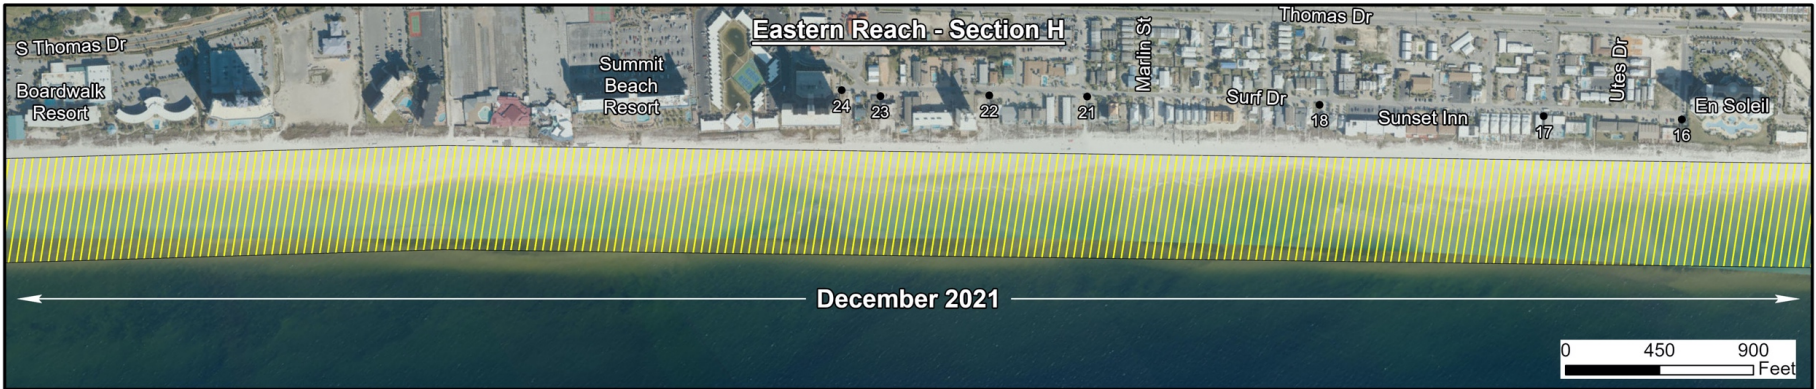 Eastern Reach - Section H
Thomas Dr
S Thomas Dr
Marlin St
Utes Dr
Boardwalk
Resort
Summit
Beach
Resort
Surf Dr
Sunset Inn
En Soleil
24
23
22
21
18
17
16
December 2021
0 450 900
Feet